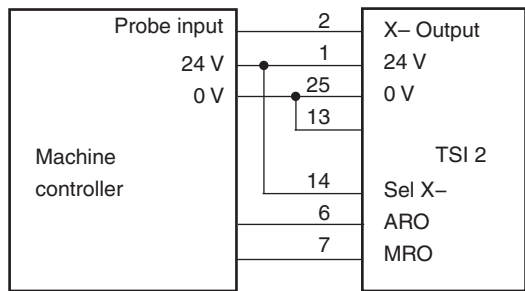 Probe input 2 X– Output
24 V 1 24 V
0 V 25 0 V
13
Machine TSI 2
controller 14 Sel X–
6 ARO
7 MRO